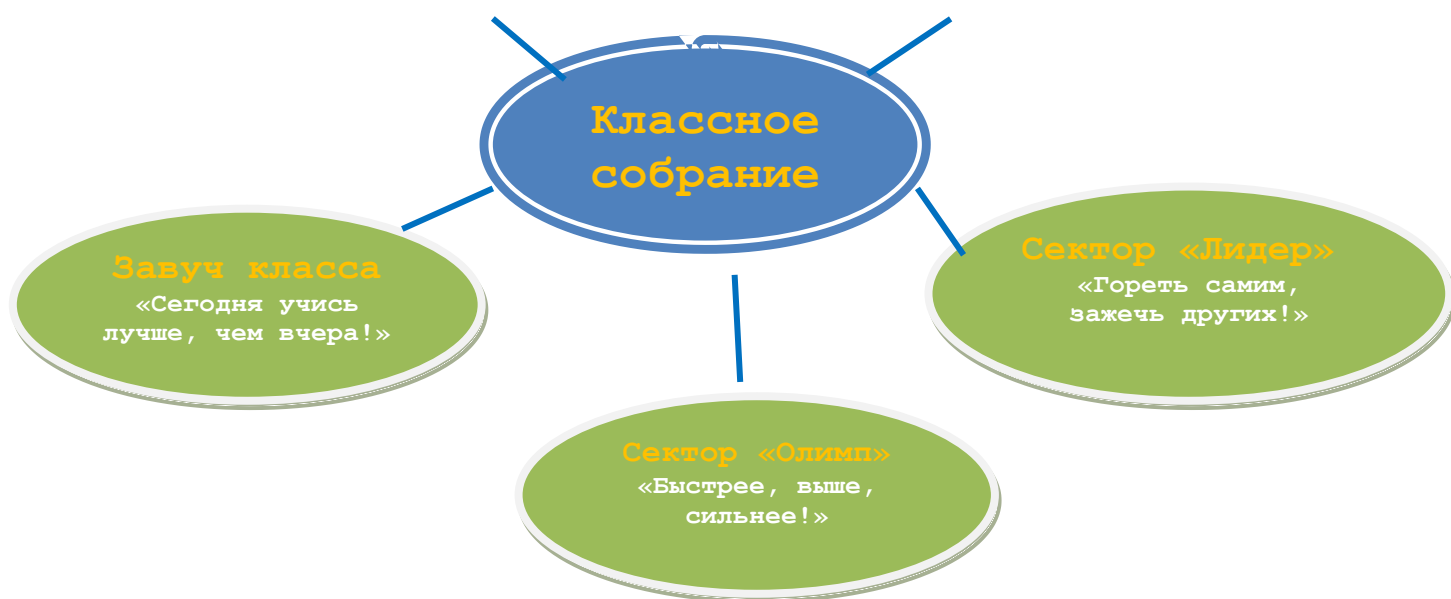 Классное
собрание
Завуч класса
«Сегодня учись
лучше, чем вчера!»
Сектор «Лидер»
«Гореть самим,
зажечь других!»
Сектор «Олимп»
«Быстрее, выше,
сильнее!»